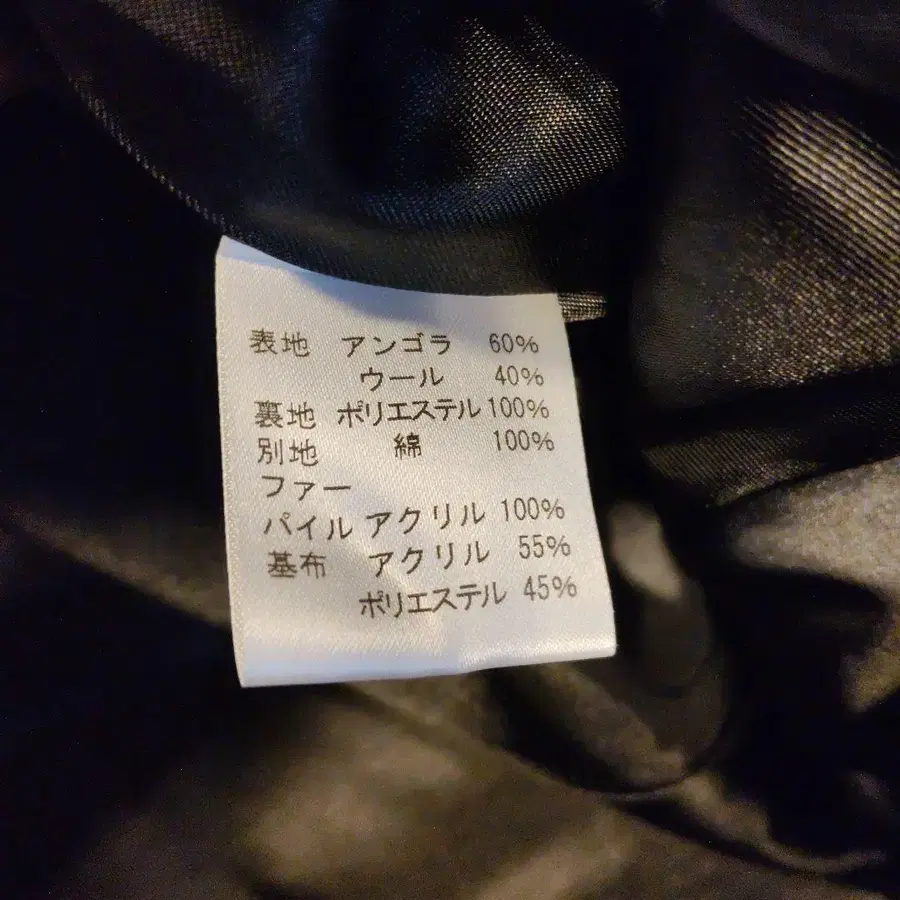 表地 アンゴラ 60%
ウール 40%
裏地 ポリエステル 100%
別地 綿 100%
ファー
パイル アクリル 100%
基布 アクリル 55%
ポリエステル 45%